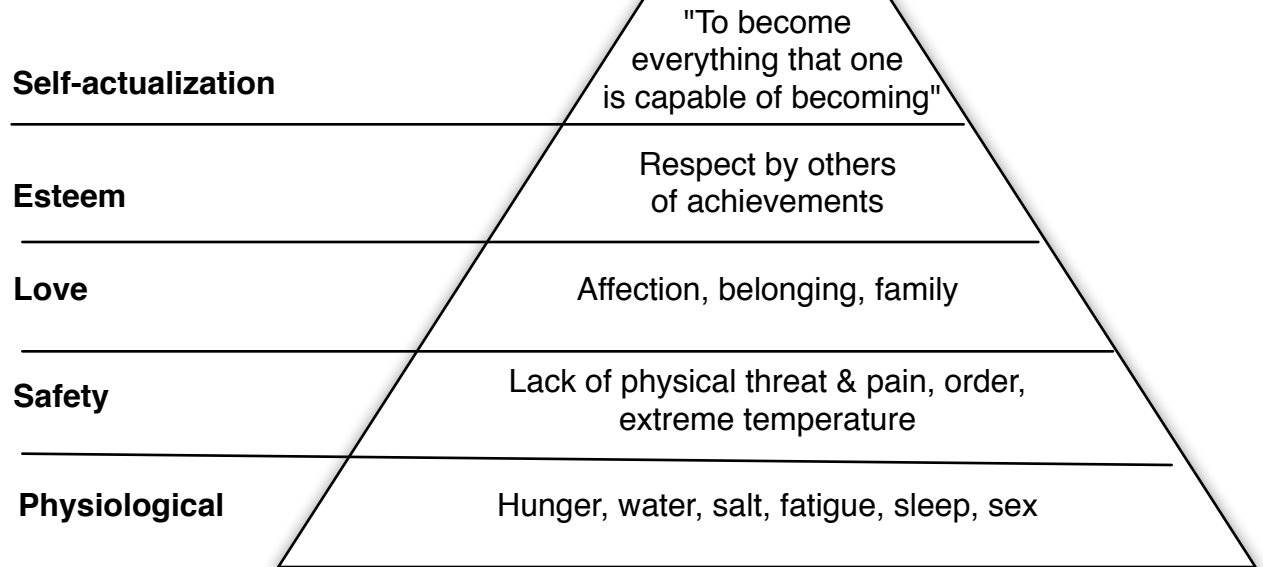 "To become
everything that one
is capable of becoming"
Self-actualization
Respect by others
of achievements
Esteem
Love
Affection, belonging, family
Lack of physical threat & pain, order,
extreme temperature
Safety
Physiological
Hunger, water, salt, fatigue, sleep, sex